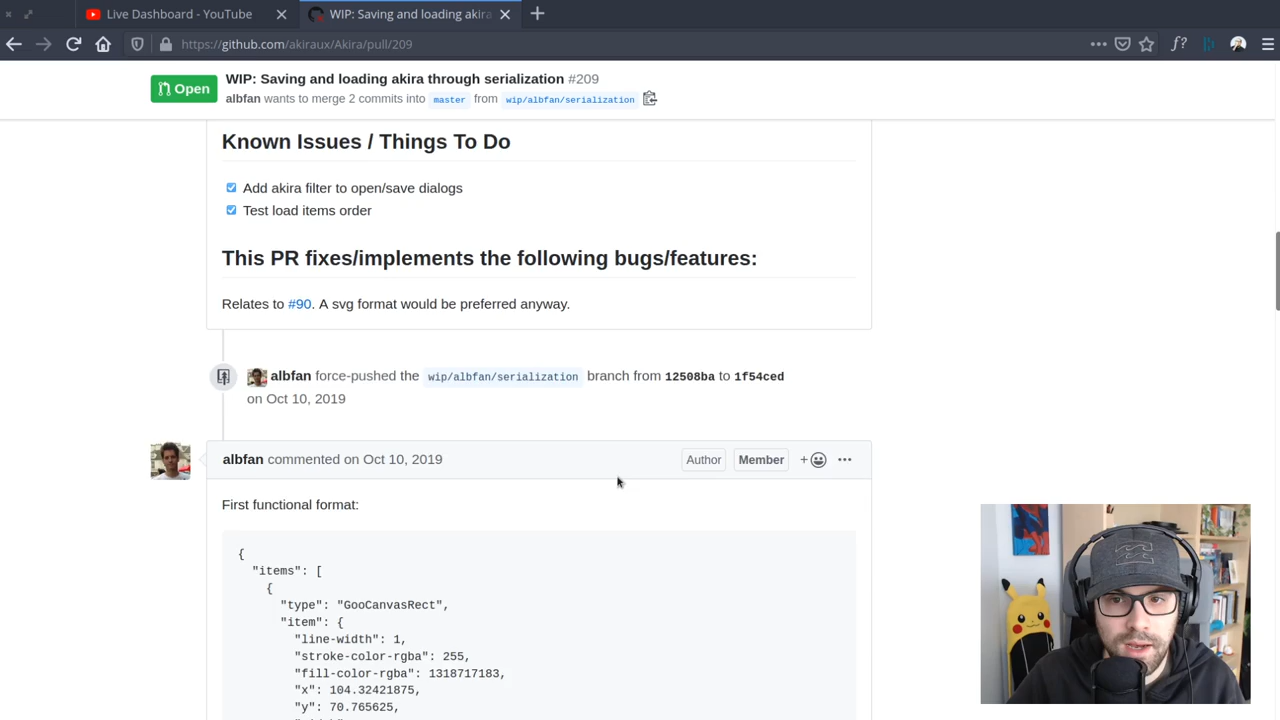 Live Dashboard - YouTube
WIP: Saving and loading akira
https://github.com/akiraux/Akira/pull/209
Open
WIP: Saving and loading akira through serialization #209
albfan wants to merge 2 commits into master from wip/albfan/serialization
Known Issues / Things To Do
Add akira filter to open/save dialogs
Test load items order
This PR fixes/implements the following bugs/features:
Relates to #90. A svg format would be preferred anyway.
albfan force-pushed the wip/albfan/serialization branch from 12508ba to 1f54ced
on Oct 10, 2019
albfan commented on Oct 10, 2019
Author
Member
First functional format:
{
"items": [
{
"type": "GooCanvasRect",
"item": {
"line-width": 1,
"stroke-color-rgba": 255,
"fill-color-rgba": 1318717183,
"x": 104.32421875,
"y": 70.765625,